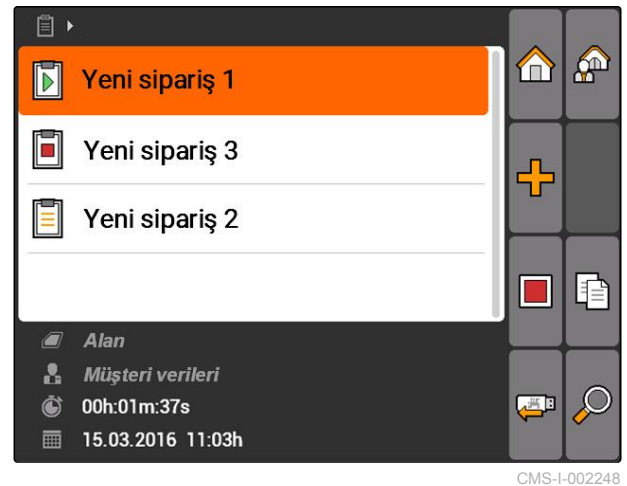 Yeni sipariş 1
Yeni sipariş 3
Yeni sipariş 2
Alan
Müşteri verileri
00h:01m:37s
15.03.2016 11:03h
CMS-I-002248